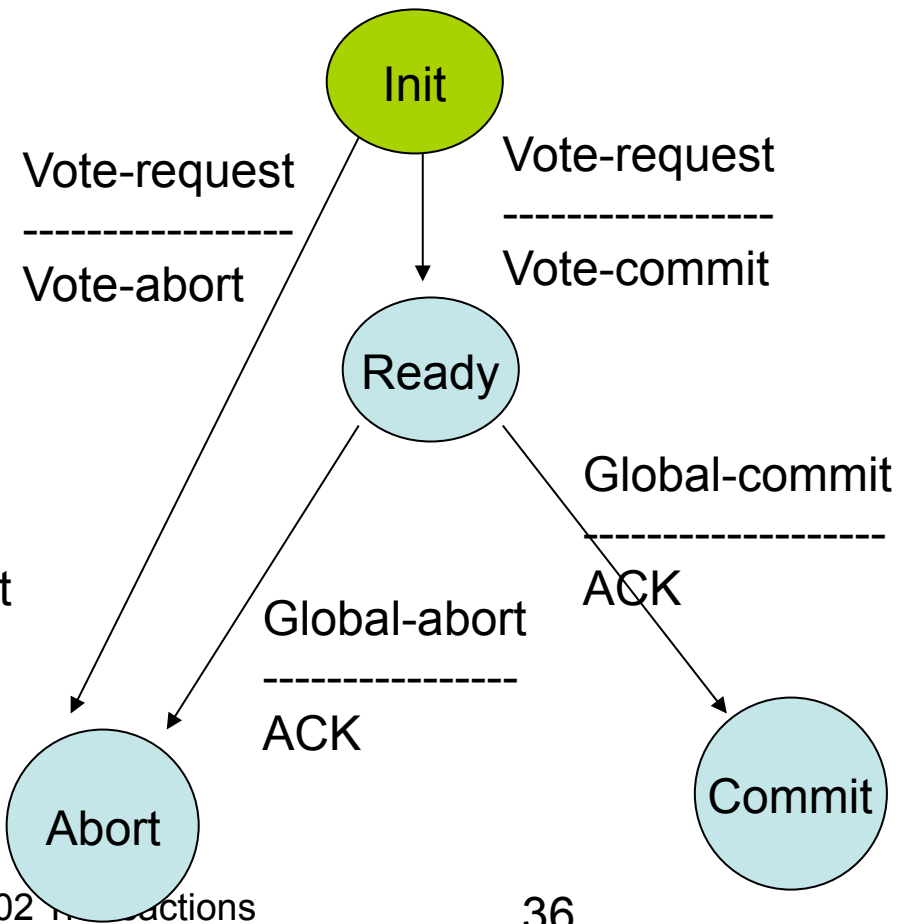 Init
Vote-request
-----------------
Vote-abort
Vote-request
-----------------
Vote-commit
Ready
Global-commit
-------------------
ACK
t
Global-abort
----------------
ACK
Abort
Commit
02
36